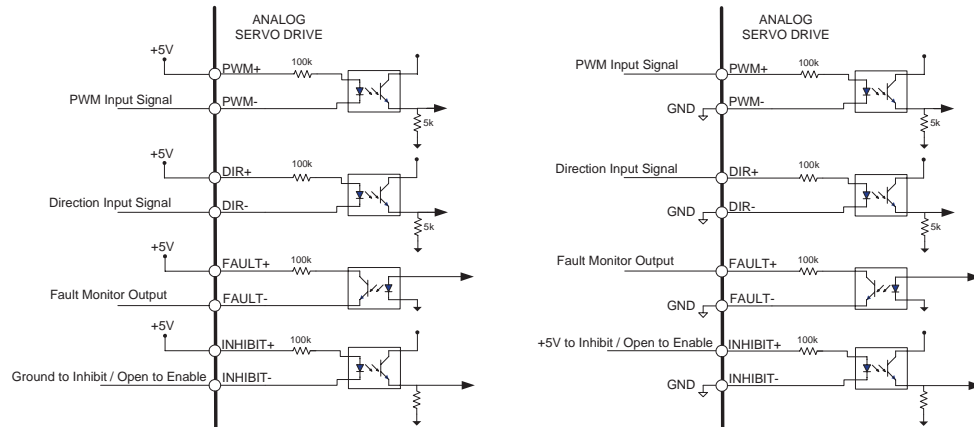 ANALOG
SERVO DRIVE
+5V
PWM+
100k
PWM Input Signal
PWM-
5k
+5V
DIR+
100k
Direction Input Signal
DIR-
5k
+5V
FAULT+
100k
Fault Monitor Output
FAULT-
+5V
INHIBIT+
100k
Ground to Inhibit / Open to Enable
INHIBIT-
ANALOG
SERVO DRIVE
PWM Input Signal
PWM+
100k
GND
PWM-
5k
Direction Input Signal
DIR+
100k
GND
DIR-
5k
Fault Monitor Output
FAULT+
100k
GND
FAULT-
+5V to Inhibit / Open to Enable
INHIBIT+
100k
GND
INHIBIT-